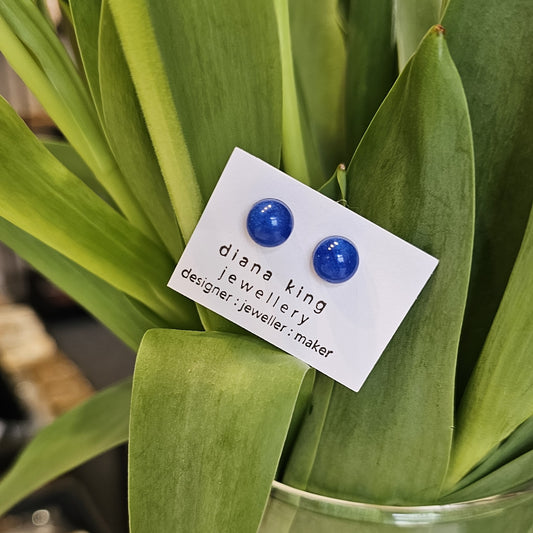 diana king
jewellery
designer : jeweller : maker